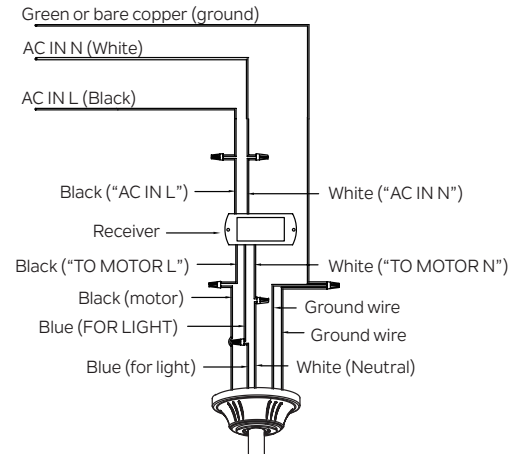 Green or bare copper (ground)
AC IN N (White)
AC IN L (Black)
Black (“AC IN L”)
White (“AC IN N”)
Receiver
Black (“TO MOTOR L”)
White (“TO MOTOR N”)
Black (motor)
Ground wire
Blue (FOR LIGHT)
Ground wire
Blue (for light)
White (Neutral)